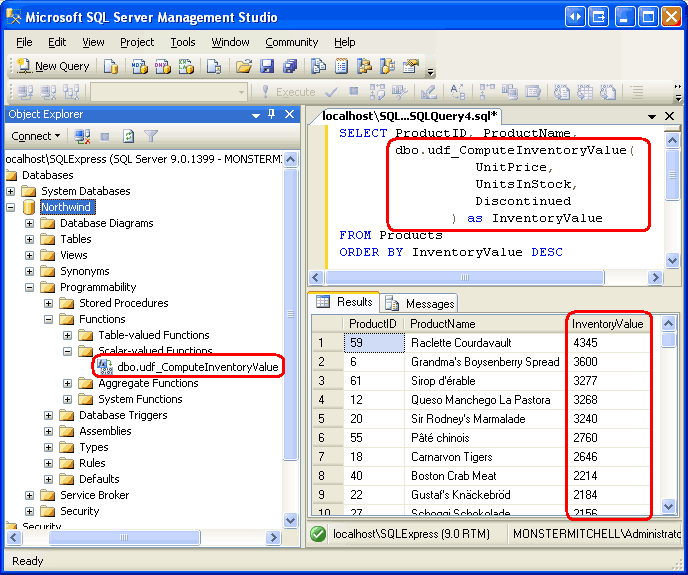 Microsoft SQL Server Management Studio
File Edit View Project Tools Window Community Help
New Query
Execute
Object Explorer
Connect
ocalhost\SQLExpress (SQL Server 9.0.1399 - MONSTERMI
Databases
System Databases
Northwind
Database Diagrams
Tables
Views
Synonyms
Programmability
Stored Procedures
Functions
Table-valued Functions
Scalar-valued Functions
dbo.udf_ComputeInventoryValue
Aggregate Functions
System Functions
Database Triggers
Assemblies
Types
Rules
Defaults
Service Broker
Security
Security
localhost\SQL...SQLQuery4.sql*
SELECT ProductID, ProductName,
dbo.udf_ComputeInventoryValue(
UnitPrice,
UnitsInStock,
Discontinued
) as InventoryValue
FROM Products
ORDER BY InventoryValue DESC
Results Messages
ProductID ProductName InventoryValue
1 59 Raclette Courdavault 4345
2 6 Grandma's Boysenberry Spread 3600
3 61 Sirop d'érable 3277
4 12 Queso Manchego La Pastora 3268
5 20 Sir Rodney's Marmalade 3240
6 55 Pâté chinois 2760
7 18 Carnarvon Tigers 2646
8 40 Boston Crab Meat 2214
9 22 Gustaf's Knäckebröd 2184
10 27 Schoggi Schokolade 2156
localhost\SQLExpress (9.0 RTM) MONSTERMITCHELL\Administrato
Ready